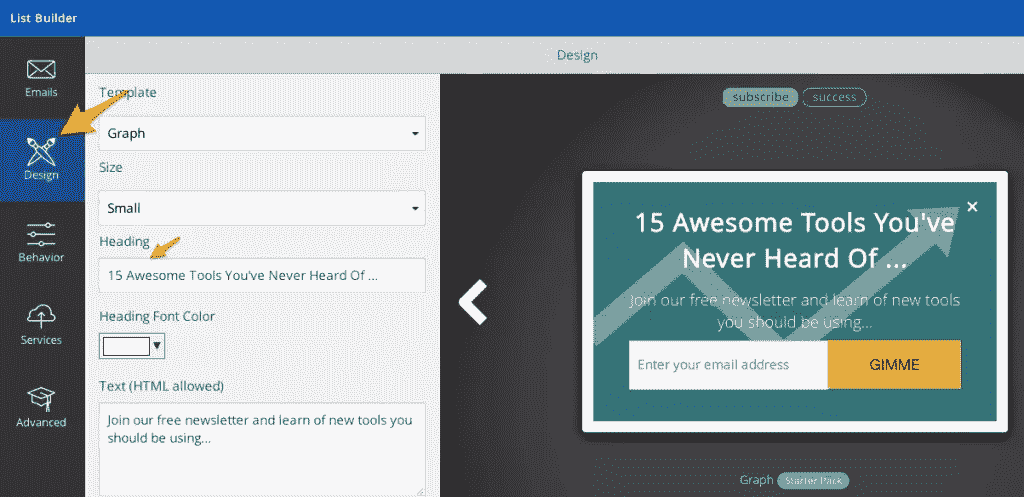 List Builder
Emails
Design
Behavior
Services
Advanced
Design
Template
Graph
Size
Small
Heading
15 Awesome Tools You've Never Heard Of ...
Heading Font Color
Text (HTML allowed)
Join our free newsletter and learn of new tools you
should be using...
subscribe
success
15 Awesome Tools You've
Never Heard Of ...
Join our free newsletter and learn of new tools
you should be using...
Enter your email address
GIMME
Graph
Starter Pack